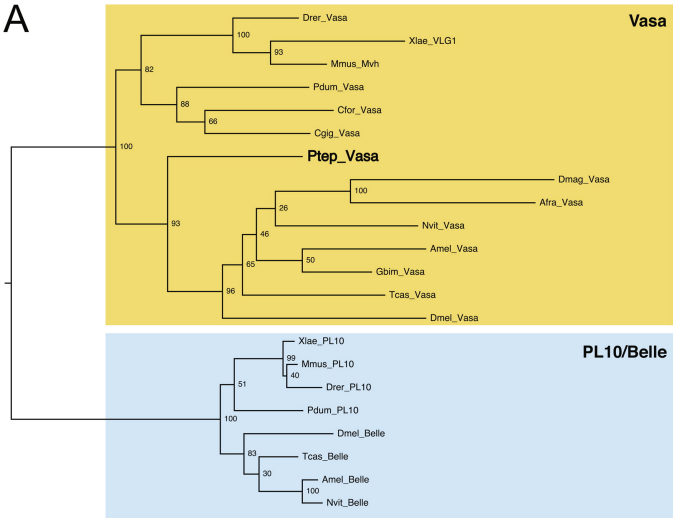 A
Vasa
Drer_Vasa
100
Xlae_VLG1
93
Mmus_Mvh
82
Pdum_Vasa
88
Cfor_Vasa
66
Cgig_Vasa
100
Ptep_Vasa
Dmag_Vasa
100
Afra_Vasa
26
93
Nvit_Vasa
46
Amel_Vasa
50
65
Gbim_Vasa
96
Tcas_Vasa
Dmel_Vasa
PL10/Belle
Xlae_PL10
99
Mmus_PL10
40
51
Drer_PL10
Pdum_PL10
100
Dmel_Belle
83
Tcas_Belle
30
Amel_Belle
100
Nvit_Belle